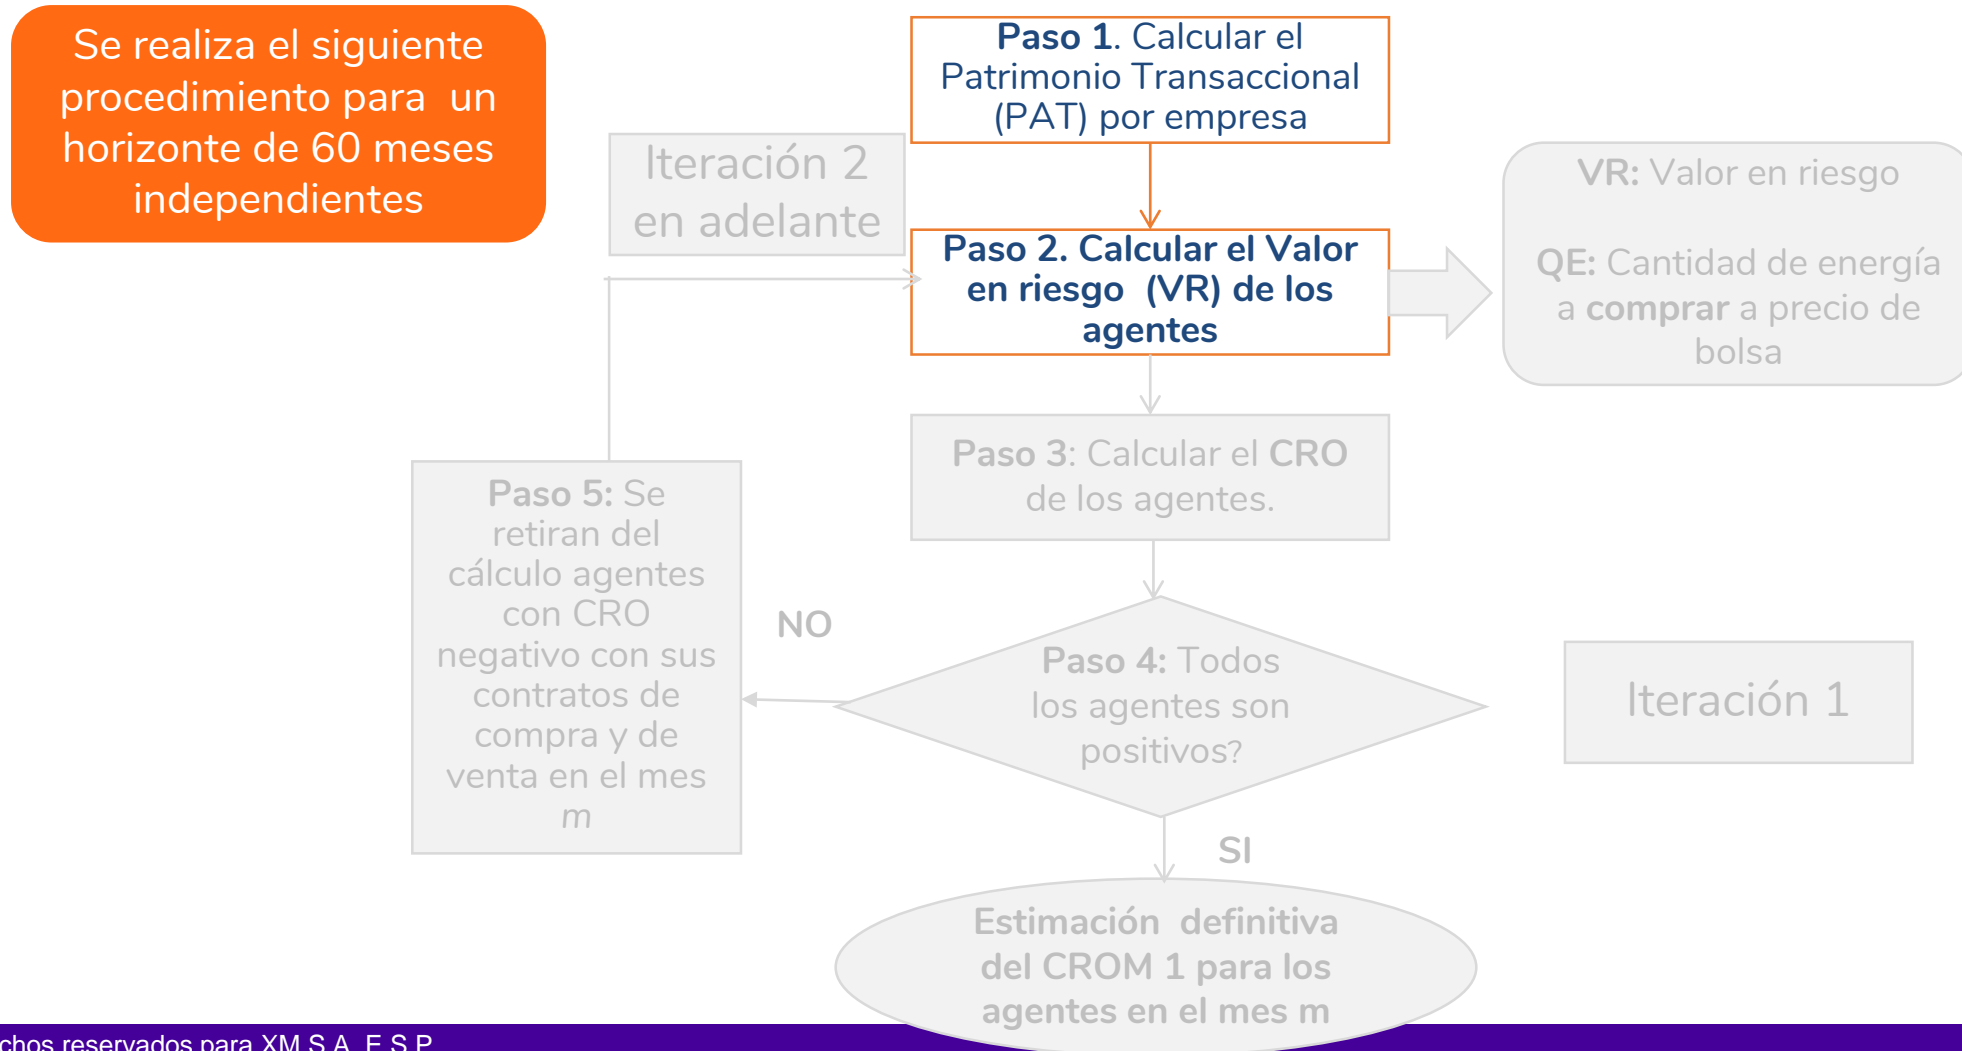 Se realiza el siguiente
procedimiento para un
horizonte de 60 meses
independientes
Paso 1. Calcular el
Patrimonio Transaccional
(PAT) por empresa
Iteración 2
en adelante
Paso 2. Calcular el Valor
en riesgo (VR) de los
agentes
VR: Valor en riesgo
QE: Cantidad de energía
a comprar a precio de
bolsa
Paso 3: Calcular el CRO
de los agentes.
Paso 5: Se
retiran del
cálculo agentes
con CRO
negativo con sus
contratos de
compra y de
venta en el mes
m
NO
Paso 4: Todos
los agentes son
positivos?
Iteración 1
SI
Estimación definitiva
del CROM 1 para los
agentes en el mes m
chos reservados para XM S.A. E.S.P.